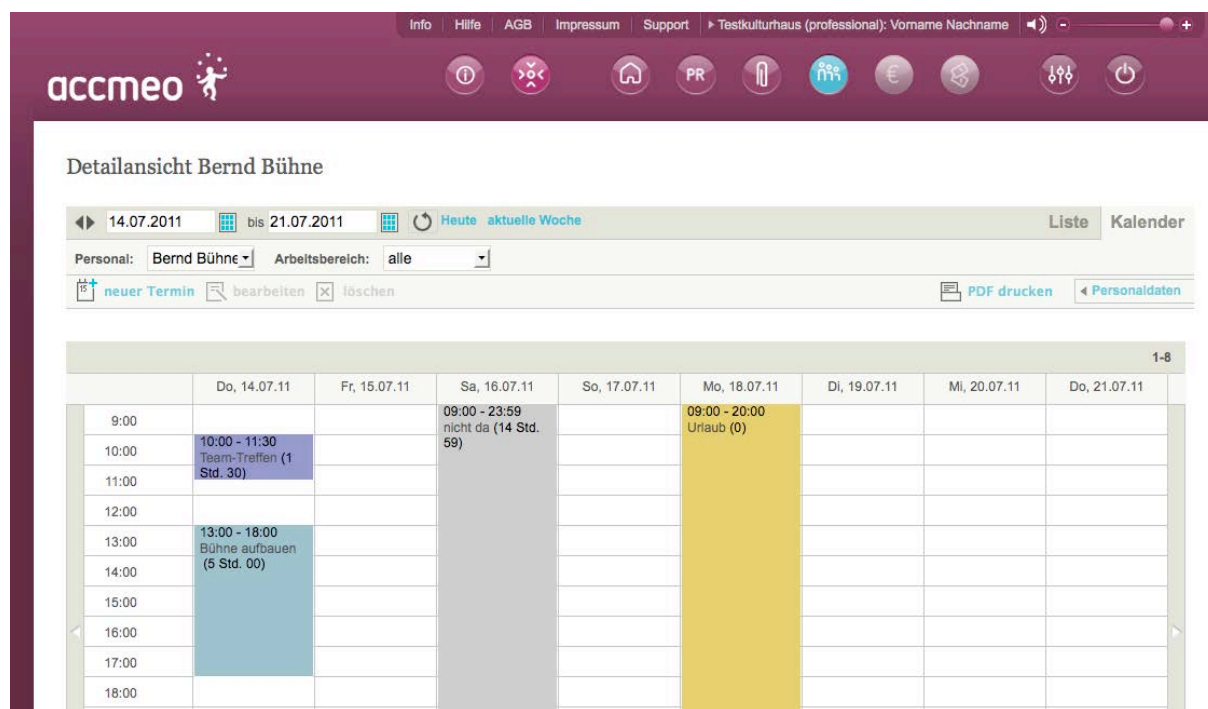 Info Hilfe AGB Impressum Support Testkulturhaus (professional): Vorname Nachname
accmeo
PR
€
Detailansicht Bernd Bühne
14.07.2011 bis 21.07.2011 Heute aktuelle Woche Liste Kalender
Personal: Bernd Bühne Arbeitsbereich: alle
15 neuer Termin bearbeiten löschen PDF drucken Personaldaten
1-8
Do, 14.07.11 Fr, 15.07.11 Sa, 16.07.11 So, 17.07.11 Mo, 18.07.11 Di, 19.07.11 Mi, 20.07.11 Do, 21.07.11
9:00
10:00
11:00
12:00
13:00
14:00
15:00
16:00
17:00
18:00
10:00 - 11:30
Team-Treffen (1
Std. 30)
13:00 - 18:00
Bühne aufbauen
(5 Std. 00)
09:00 - 23:59
nicht da (14 Std.
59)
09:00 - 20:00
Urlaub (0)